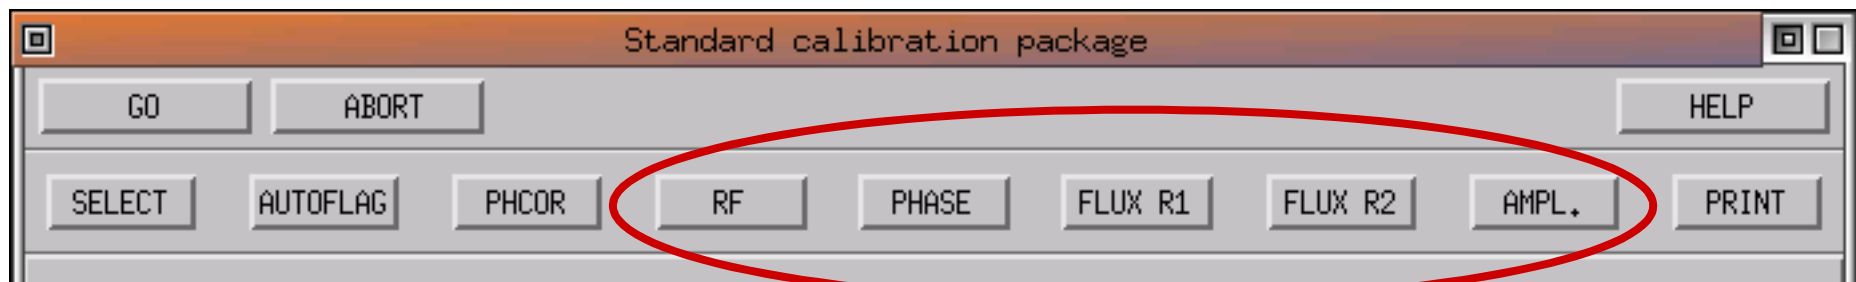 Standard calibration package
GO ABORT HELP
SELECT AUTOFLAG PHCOR RF PHASE FLUX R1 FLUX R2 AMPL. PRINT